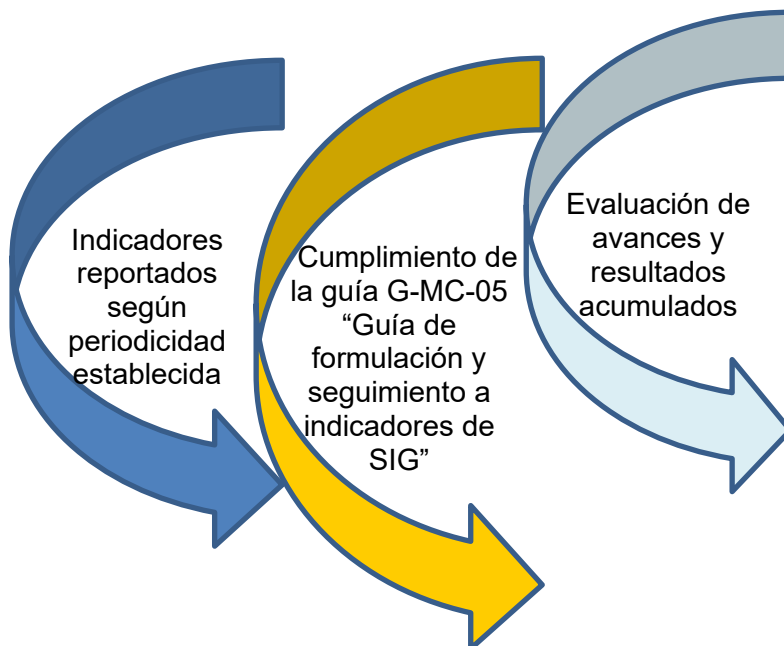 Indicadores
reportados
según
periodicidad
establecida
Cumplimiento de
la guía G-MC-05
“Guía de
formulación y
seguimiento a
indicadores de
SIG”
Evaluación de
avances y
resultados
acumulados